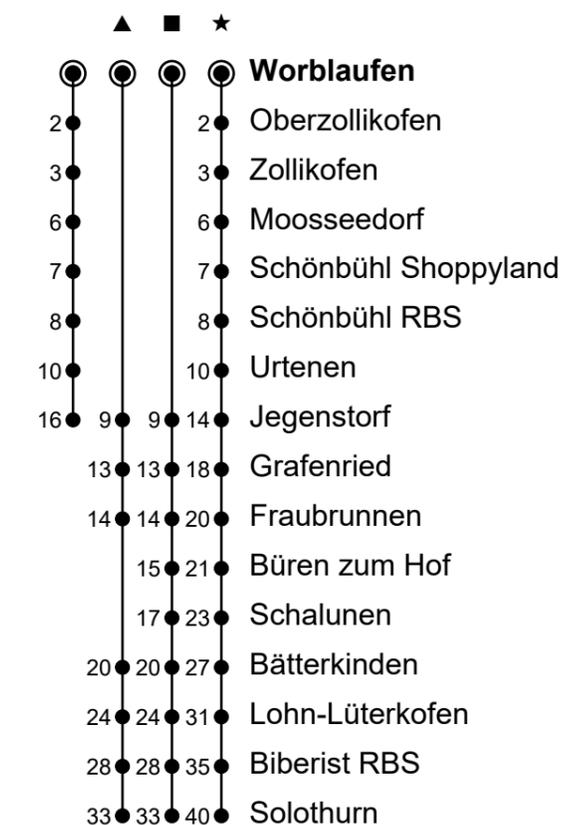 ▲ ■ ★
Worblaufen
2 2 Oberzollikofen
3 3 Zollikofen
6 6 Moosseedorf
7 7 Schönbühl Shoppyland
8 8 Schönbühl RBS
10 10 Urtenen
16 9 9 14 Jegenstorf
13 13 18 Grafenried
14 14 20 Fraubrunnen
15 21 Büren zum Hof
17 23 Schalunen
20 20 27 Bätterkinden
24 24 31 Lohn-Lüterkofen
28 28 35 Biberist RBS
33 33 40 Solothurn